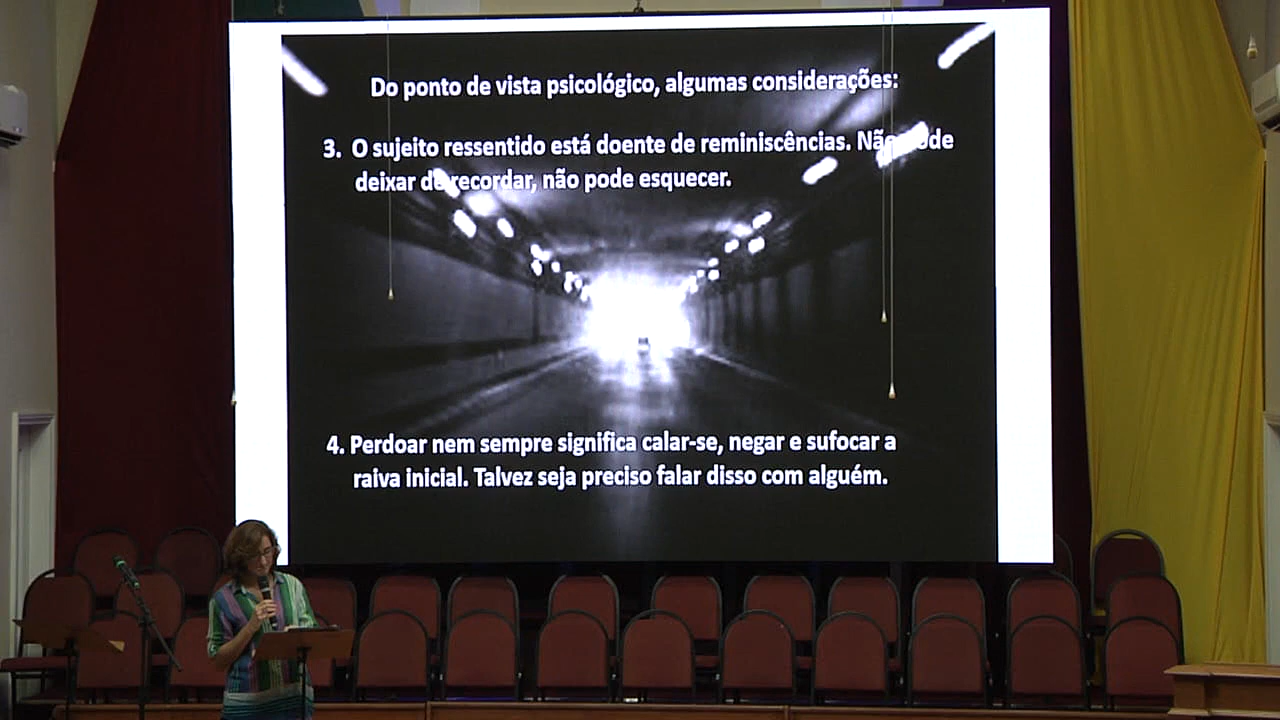 Do ponto de vista psicológico, algumas considerações:
3. O sujeito ressentido está doente de reminiscências. Não pode
deixar de recordar, não pode esquecer.
4. Perdoar nem sempre significa calar-se, negar e sufocar a
raiva inicial. Talvez seja preciso falar disso com alguém.